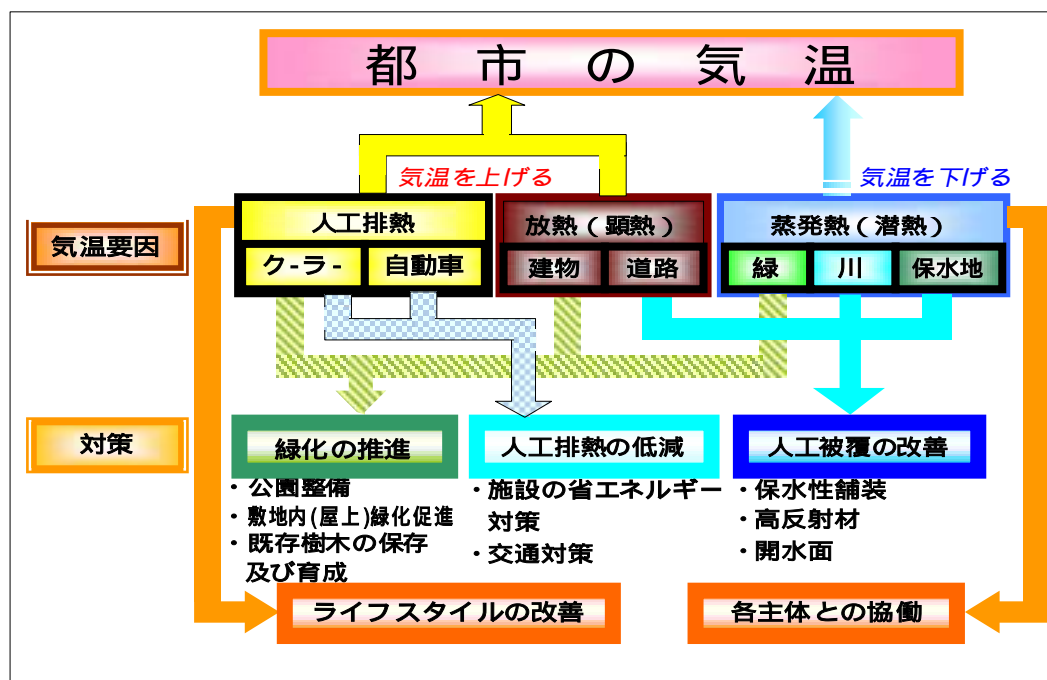 都市の気温
気温を上げる
気温を下げる
気温要因
人工排熱
ク-ラ-
自動車
放熱（顕熱）
建物
道路
蒸発熱（潜熱）
緑
川
保水地
対策
緑化の推進
・公園整備
・敷地内(屋上)緑化促進
・既存樹木の保存
及び育成
人工排熱の低減
・施設の省エネルギー
対策
・交通対策
人工被覆の改善
・保水性舗装
・高反射材
・開水面
ライフスタイルの改善
各主体との協働